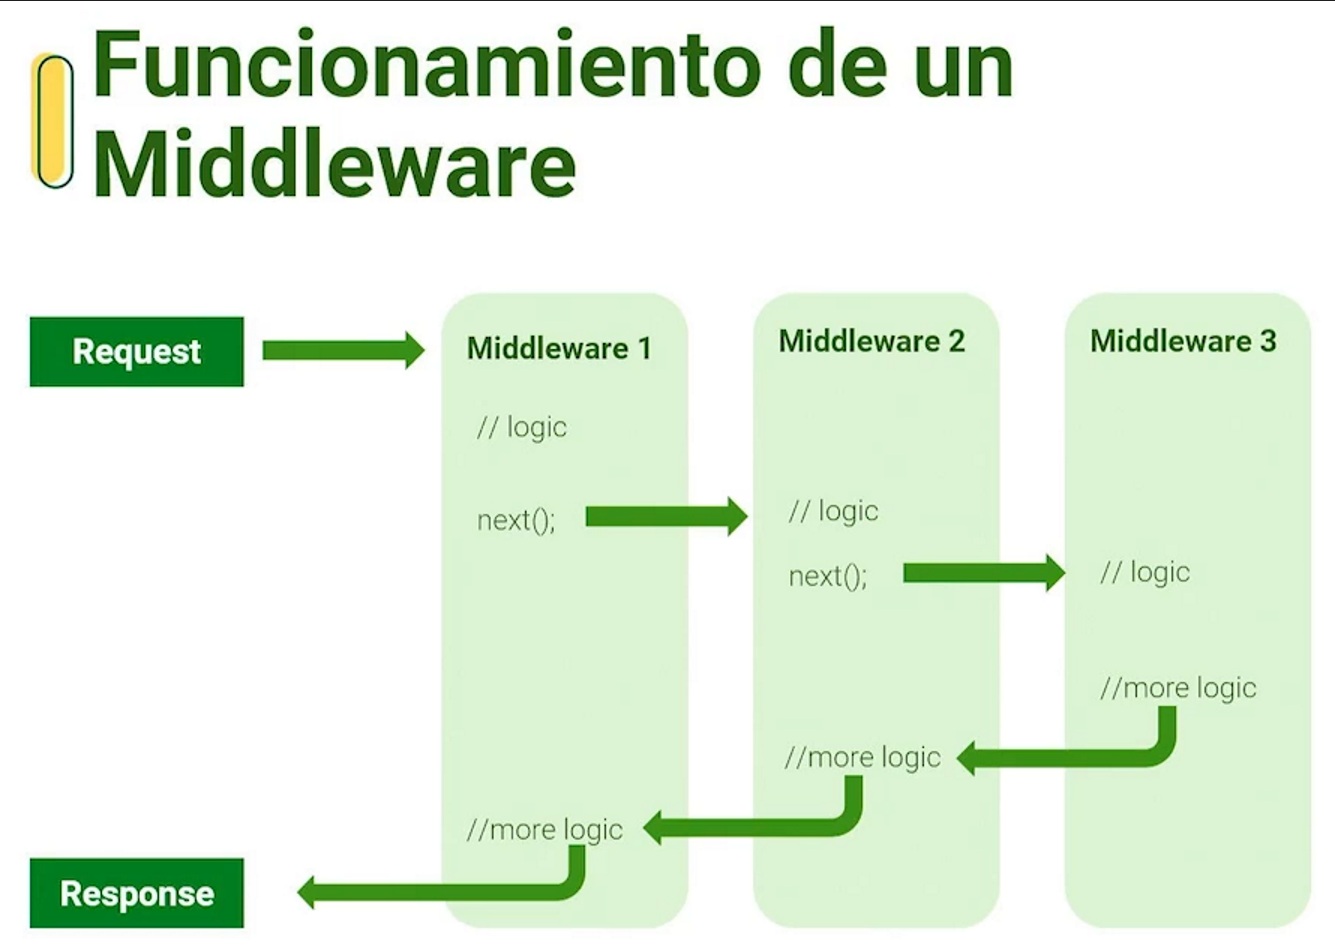 Funcionamiento de un
Middleware
Request
Middleware 1
// logic
next();
Middleware 2
// logic
next();
Middleware 3
// logic
//more logic
//more logic
//more logic
Response